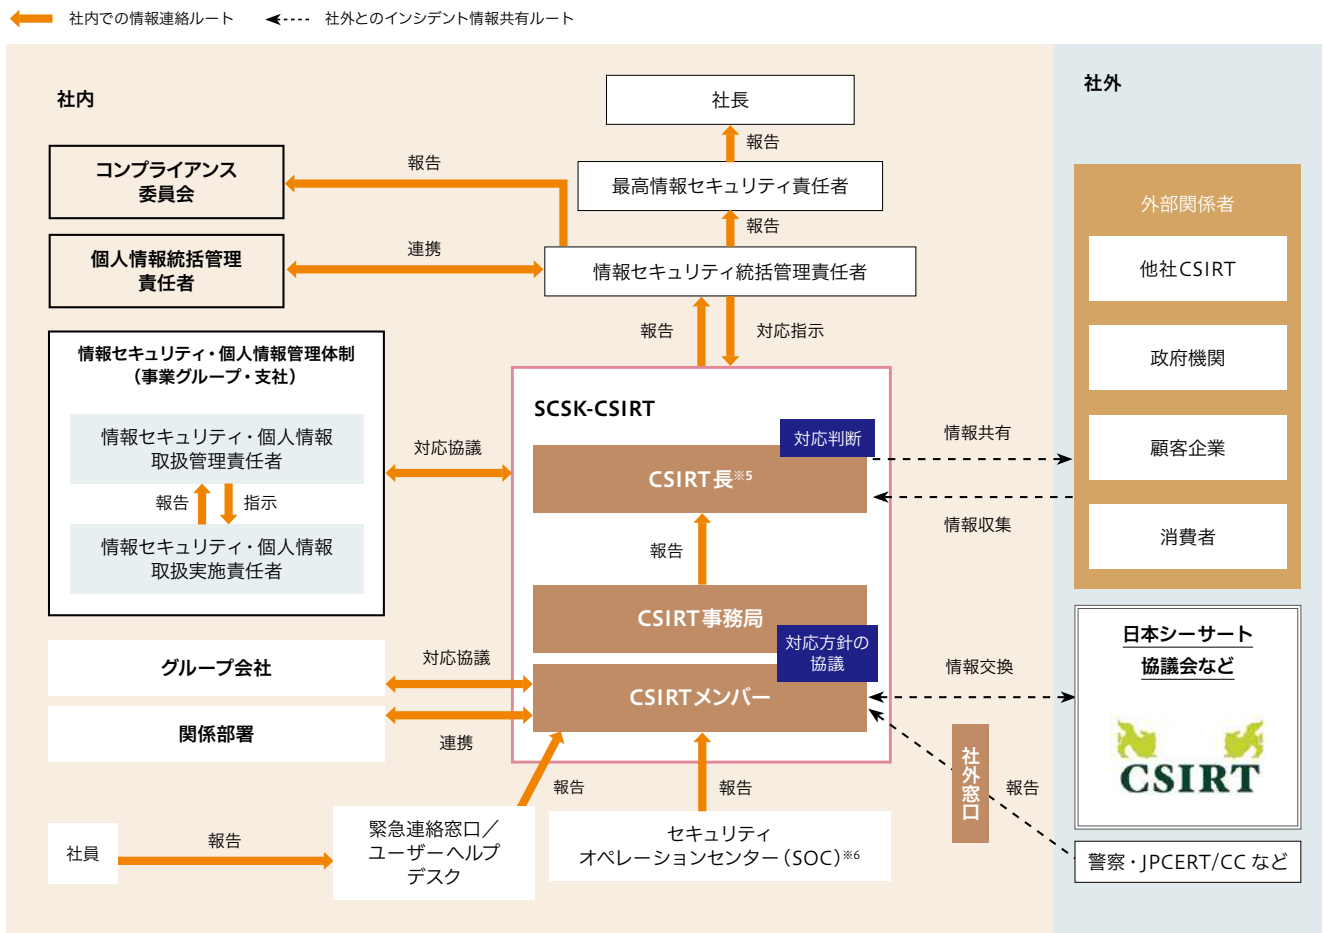 社内での情報連絡ルート
社外とのインシデント情報共有ルート
社内
社外
社長
報告
最高情報セキュリティ責任者
報告
情報セキュリティ統括管理責任者
コンプライアンス
委員会
報告
個人情報統括管理
責任者
連携
報告
対応指示
情報セキュリティ・個人情報管理体制
（事業グループ・支社）
情報セキュリティ・個人情報
取扱管理責任者
報告
指示
情報セキュリティ・個人情報
取扱実施責任者
対応協議
SCSK-CSIRT
対応判断
CSIRT長※5
報告
CSIRT事務局
対応方針の
協議
CSIRTメンバー
グループ会社
対応協議
関係部署
連携
報告
報告
社員
報告
緊急連絡窓口／
ユーザーヘルプ
デスク
セキュリティ
オペレーションセンター（SOC）※6
情報共有
情報収集
情報交換
社外窓口
報告
外部関係者
他社CSIRT
政府機関
顧客企業
消費者
日本シーサート
協議会など
CSIRT
警察・JPCERT/CC など